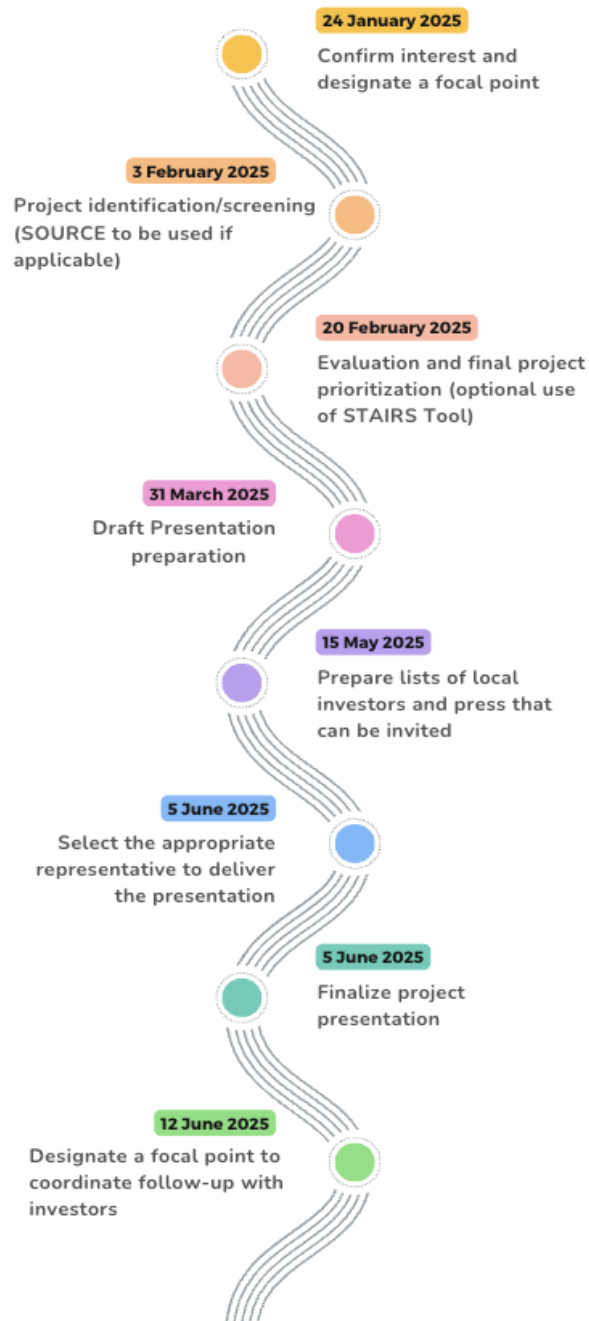 24 January 2025
Confirm interest and
designate a focal point
3 February 2025
Project identification/screening
(SOURCE to be used if
applicable)
20 February 2025
Evaluation and final project
prioritization (optional use
of STAIRS Tool)
31 March 2025
Draft Presentation
preparation
15 May 2025
Prepare lists of local
investors and press that
can be invited
5 June 2025
Select the appropriate
representative to deliver
the presentation
5 June 2025
Finalize project
presentation
12 June 2025
Designate a focal point to
coordinate follow-up with
investors